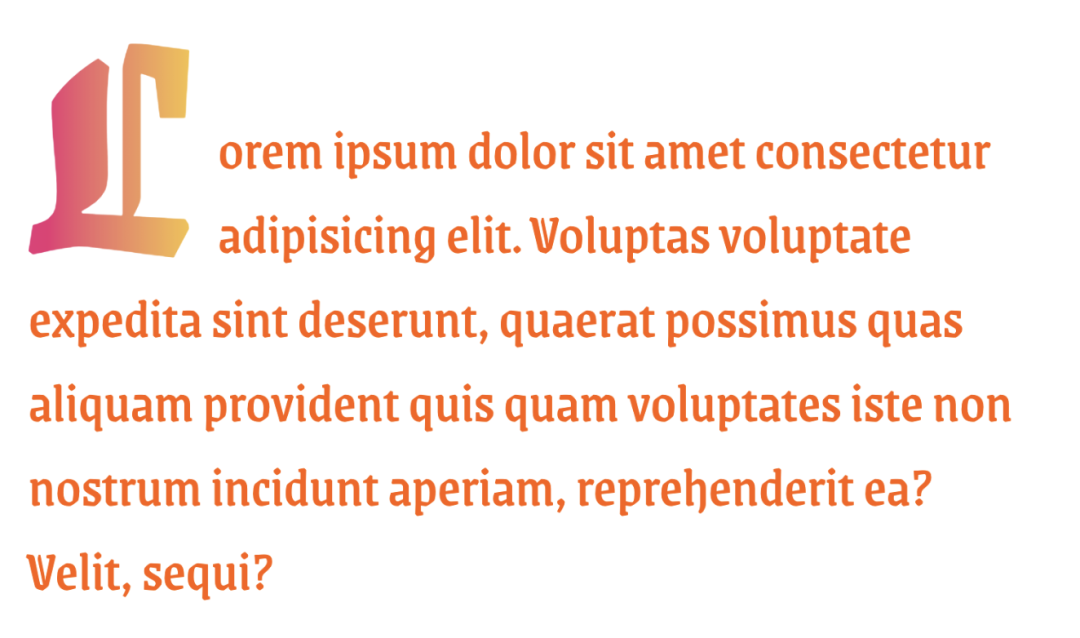 Lorem ipsum dolor sit amet consectetur
adipisicing elit. Voluptas voluptate
expedita sint deserunt, quaerat possimus quas
aliquam provident quis quam voluptates iste non
nostrum incidunt aperiam, reprehenderit ea?
Velit, sequi?